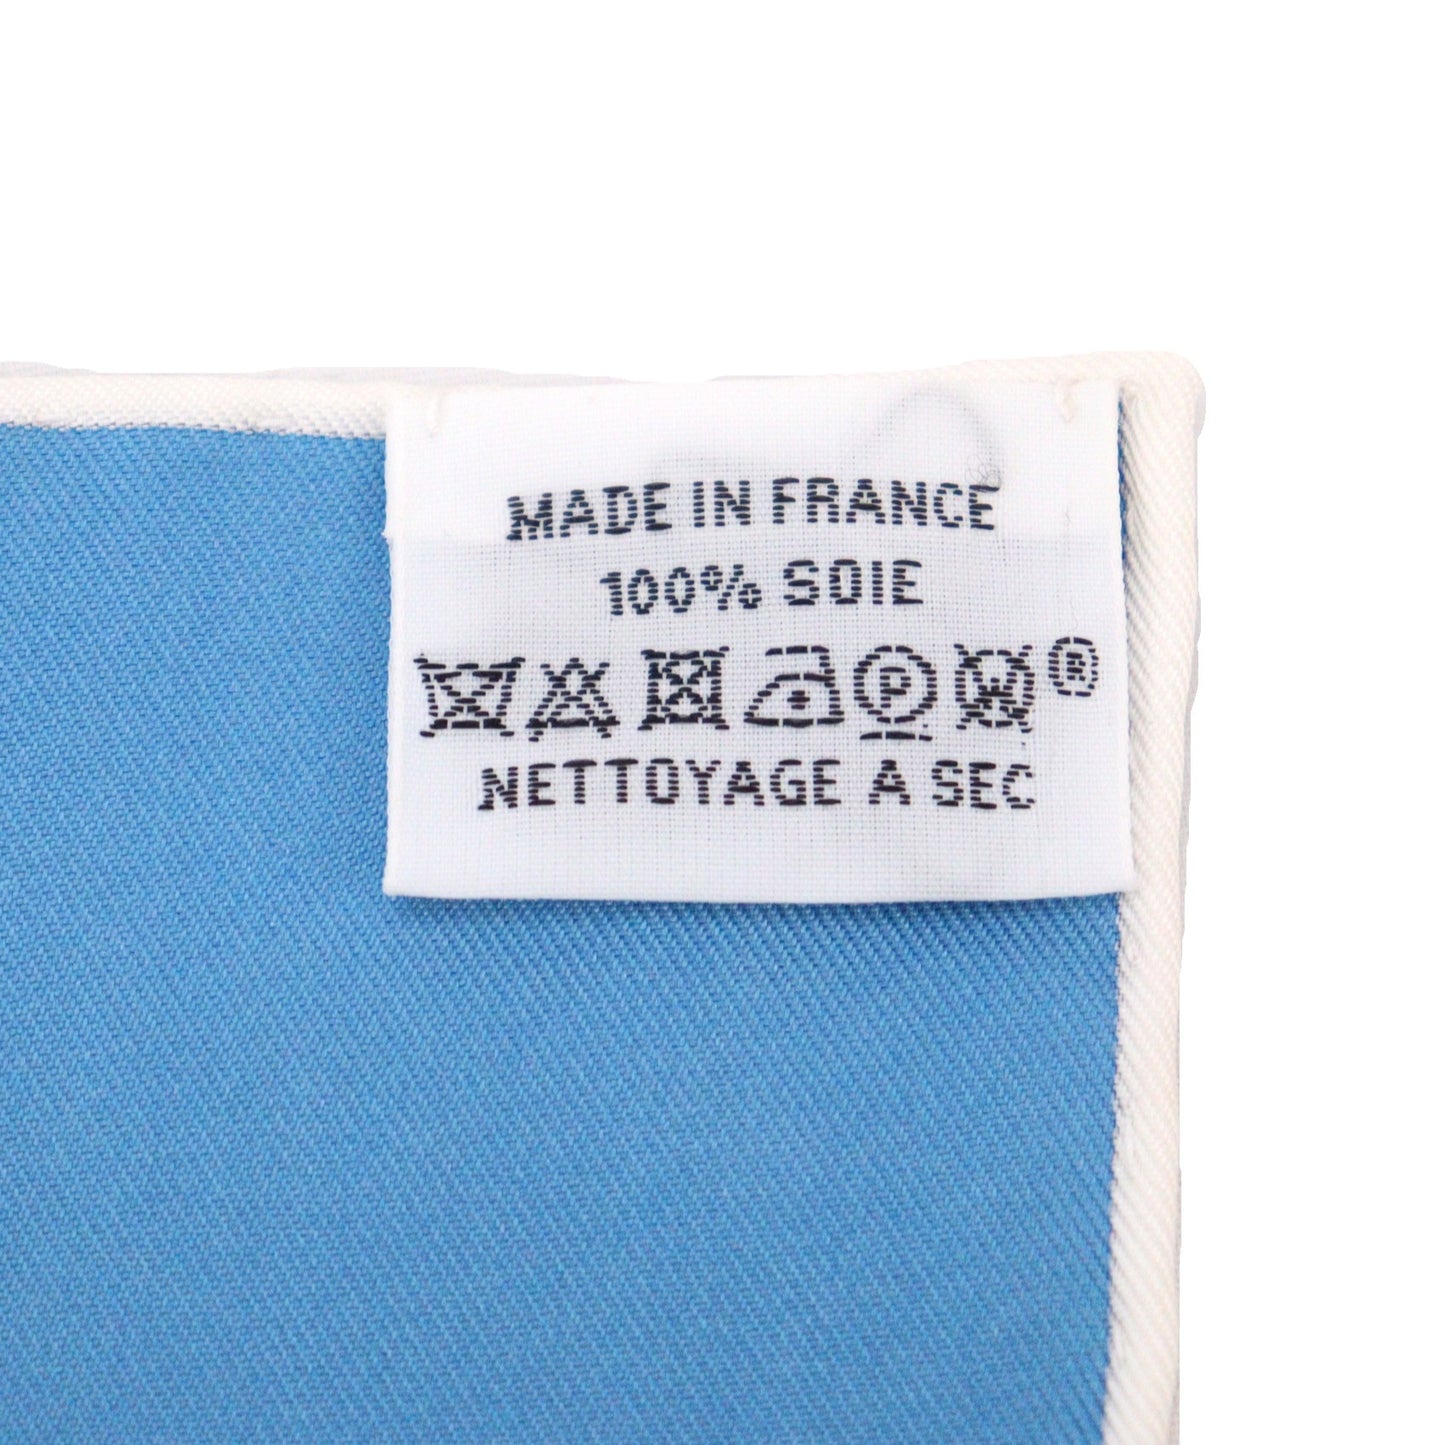 MADE IN FRANCE
100% SOIE
P W ®
NETTOYAGE A SEC